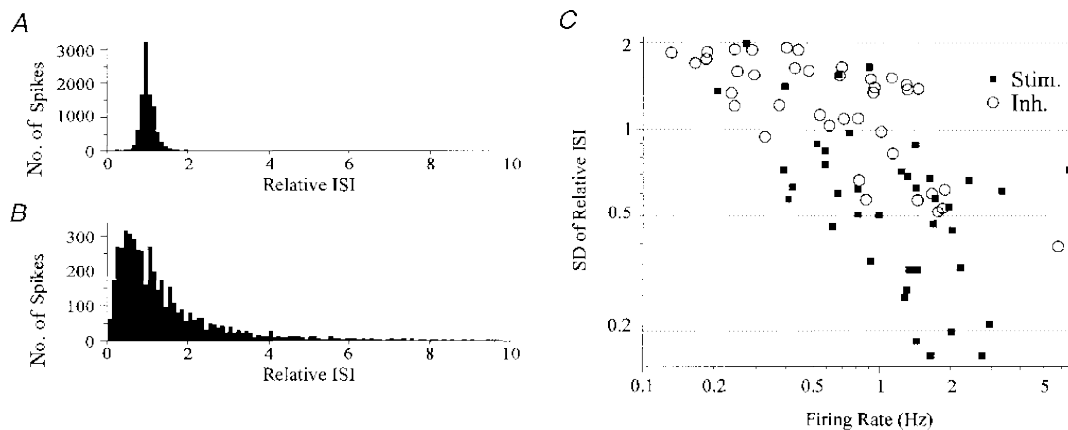 A
No. of Spikes
3000
2000
1000
0
0
2
4
6
8
10
Relative ISI
B
No. of Spikes
300
200
100
0
0
2
4
6
8
10
Relative ISI
C
SD of Relative ISI
2
1
0.5
0.2
Stim.
Inh.
0.1
0.2
0.5
1
2
5
Firing Rate (Hz)